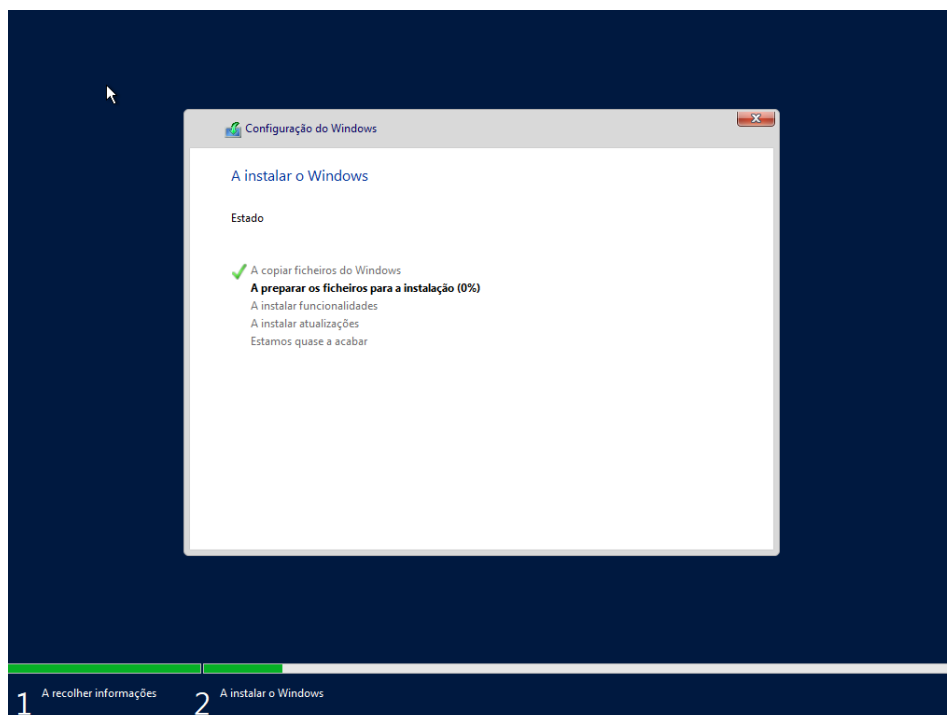 Configuração do Windows
A instalar o Windows
Estado
A copiar ficheiros do Windows
A preparar os ficheiros para a instalação (0%)
A instalar funcionalidades
A instalar atualizações
Estamos quase a acabar
1 A recolher informações
2 A instalar o Windows